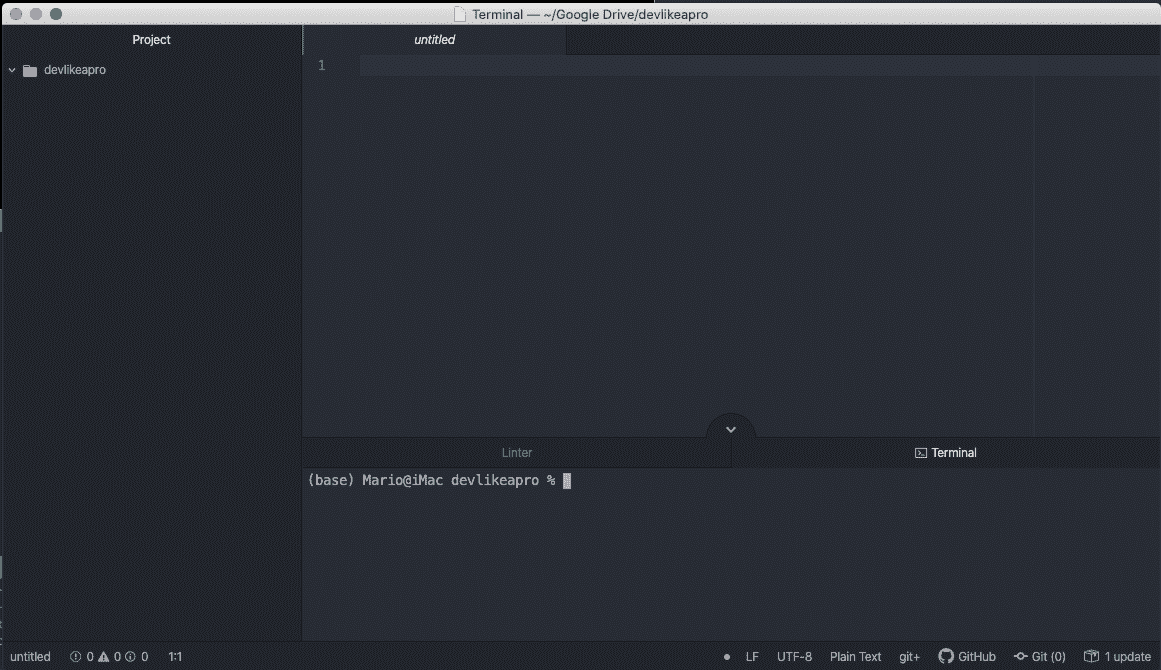 Terminal — ~/Google Drive/devlikeapro
Project
untitled
devlikeapro
1
Linter
Terminal
(base) Mario@iMac devlikeapro %
untitled 0 0 0 1:1 LF UTF-8 Plain Text git+ GitHub Git (0) 1 update